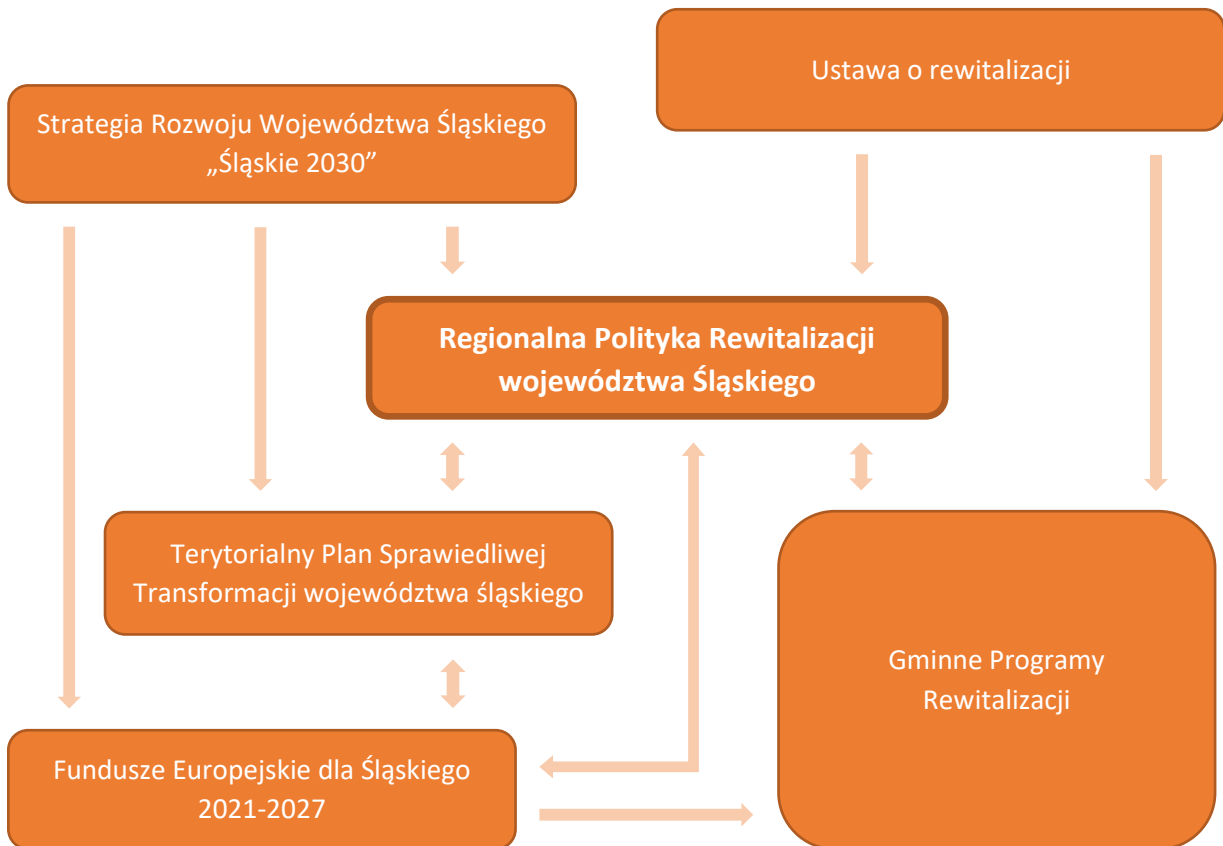 Ustawa o rewitalizacji
Strategia Rozwoju Województwa Śląskiego
„Śląskie 2030”
Regionalna Polityka Rewitalizacji
województwa Śląskiego
Terytorialny Plan Sprawiedliwej
Transformacji województwa śląskiego
Gminne Programy
Rewitalizacji
Fundusze Europejskie dla Śląskiego
2021-2027